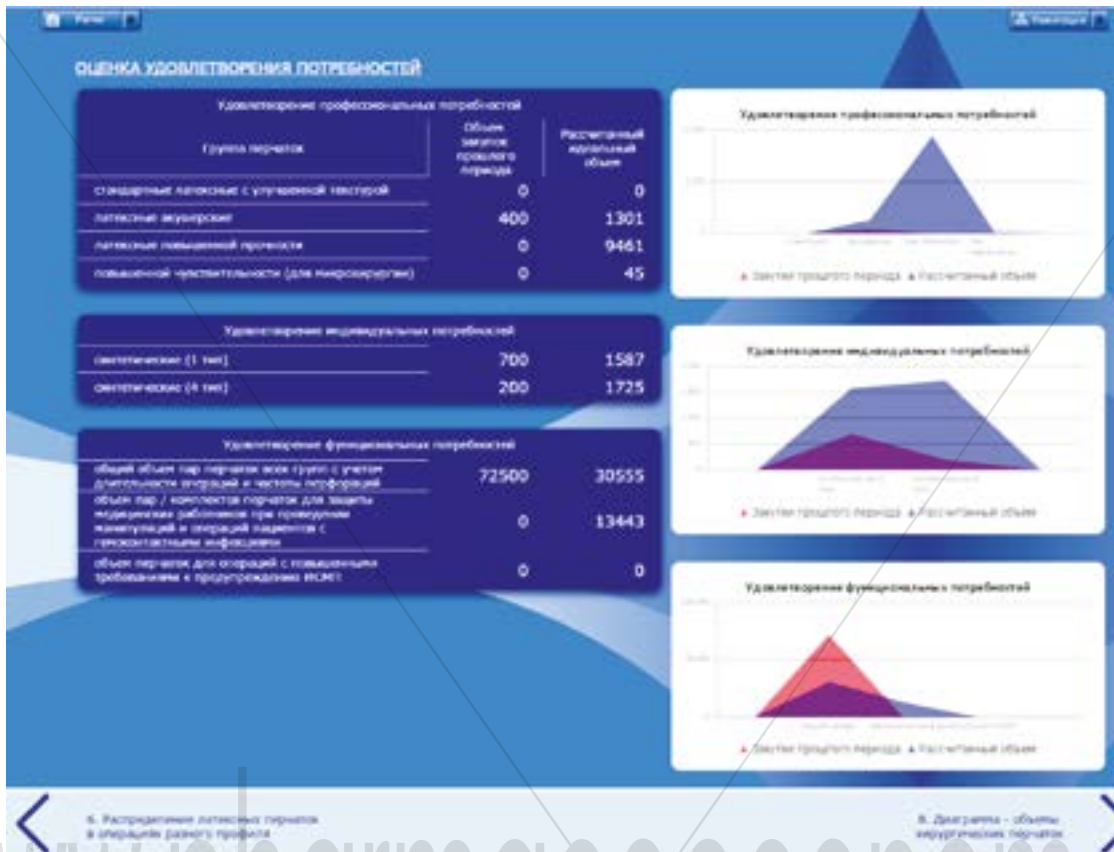 Меню
Навигация
ОЦЕНКА УДОВЛЕТВОРЕНИЯ ПОТРЕБНОСТЕЙ
Удовлетворение профессиональных потребностей
Группа перчаток
Объем
закупок
прошлого
периода
Рассчитанный
идеальный
объем
стандартные латексные с улучшенной текстурой 0 0
латексные акушерские 400 1301
латексные повышенной прочности 0 9461
повышенной чувствительности (для микрохирургии) 0 45
Удовлетворение индивидуальных потребностей
синтетические (1 тип) 700 1587
синтетические (4 тип) 200 1725
Удовлетворение функциональных потребностей
общий объем пар перчаток всех групп с учетом
длительности операций и частоты перфораций 72500 30555
объем пар / комплектов перчаток для защиты
медицинских работников при проведении
манипуляций и операций пациентов с
гемоконтактными инфекциями 0 13443
объем перчаток для операций с повышенными
требованиями к предупреждению ИСМП 0 0
Удовлетворение профессиональных потребностей
Закупки прошлого периода Рассчитанный объем
Удовлетворение индивидуальных потребностей
Закупки прошлого периода Рассчитанный объем
Удовлетворение функциональных потребностей
Закупки прошлого периода Рассчитанный объем
6. Распределение латексных перчаток
в операциях разного профиля
8. Диаграмма - объемы
хирургических перчаток